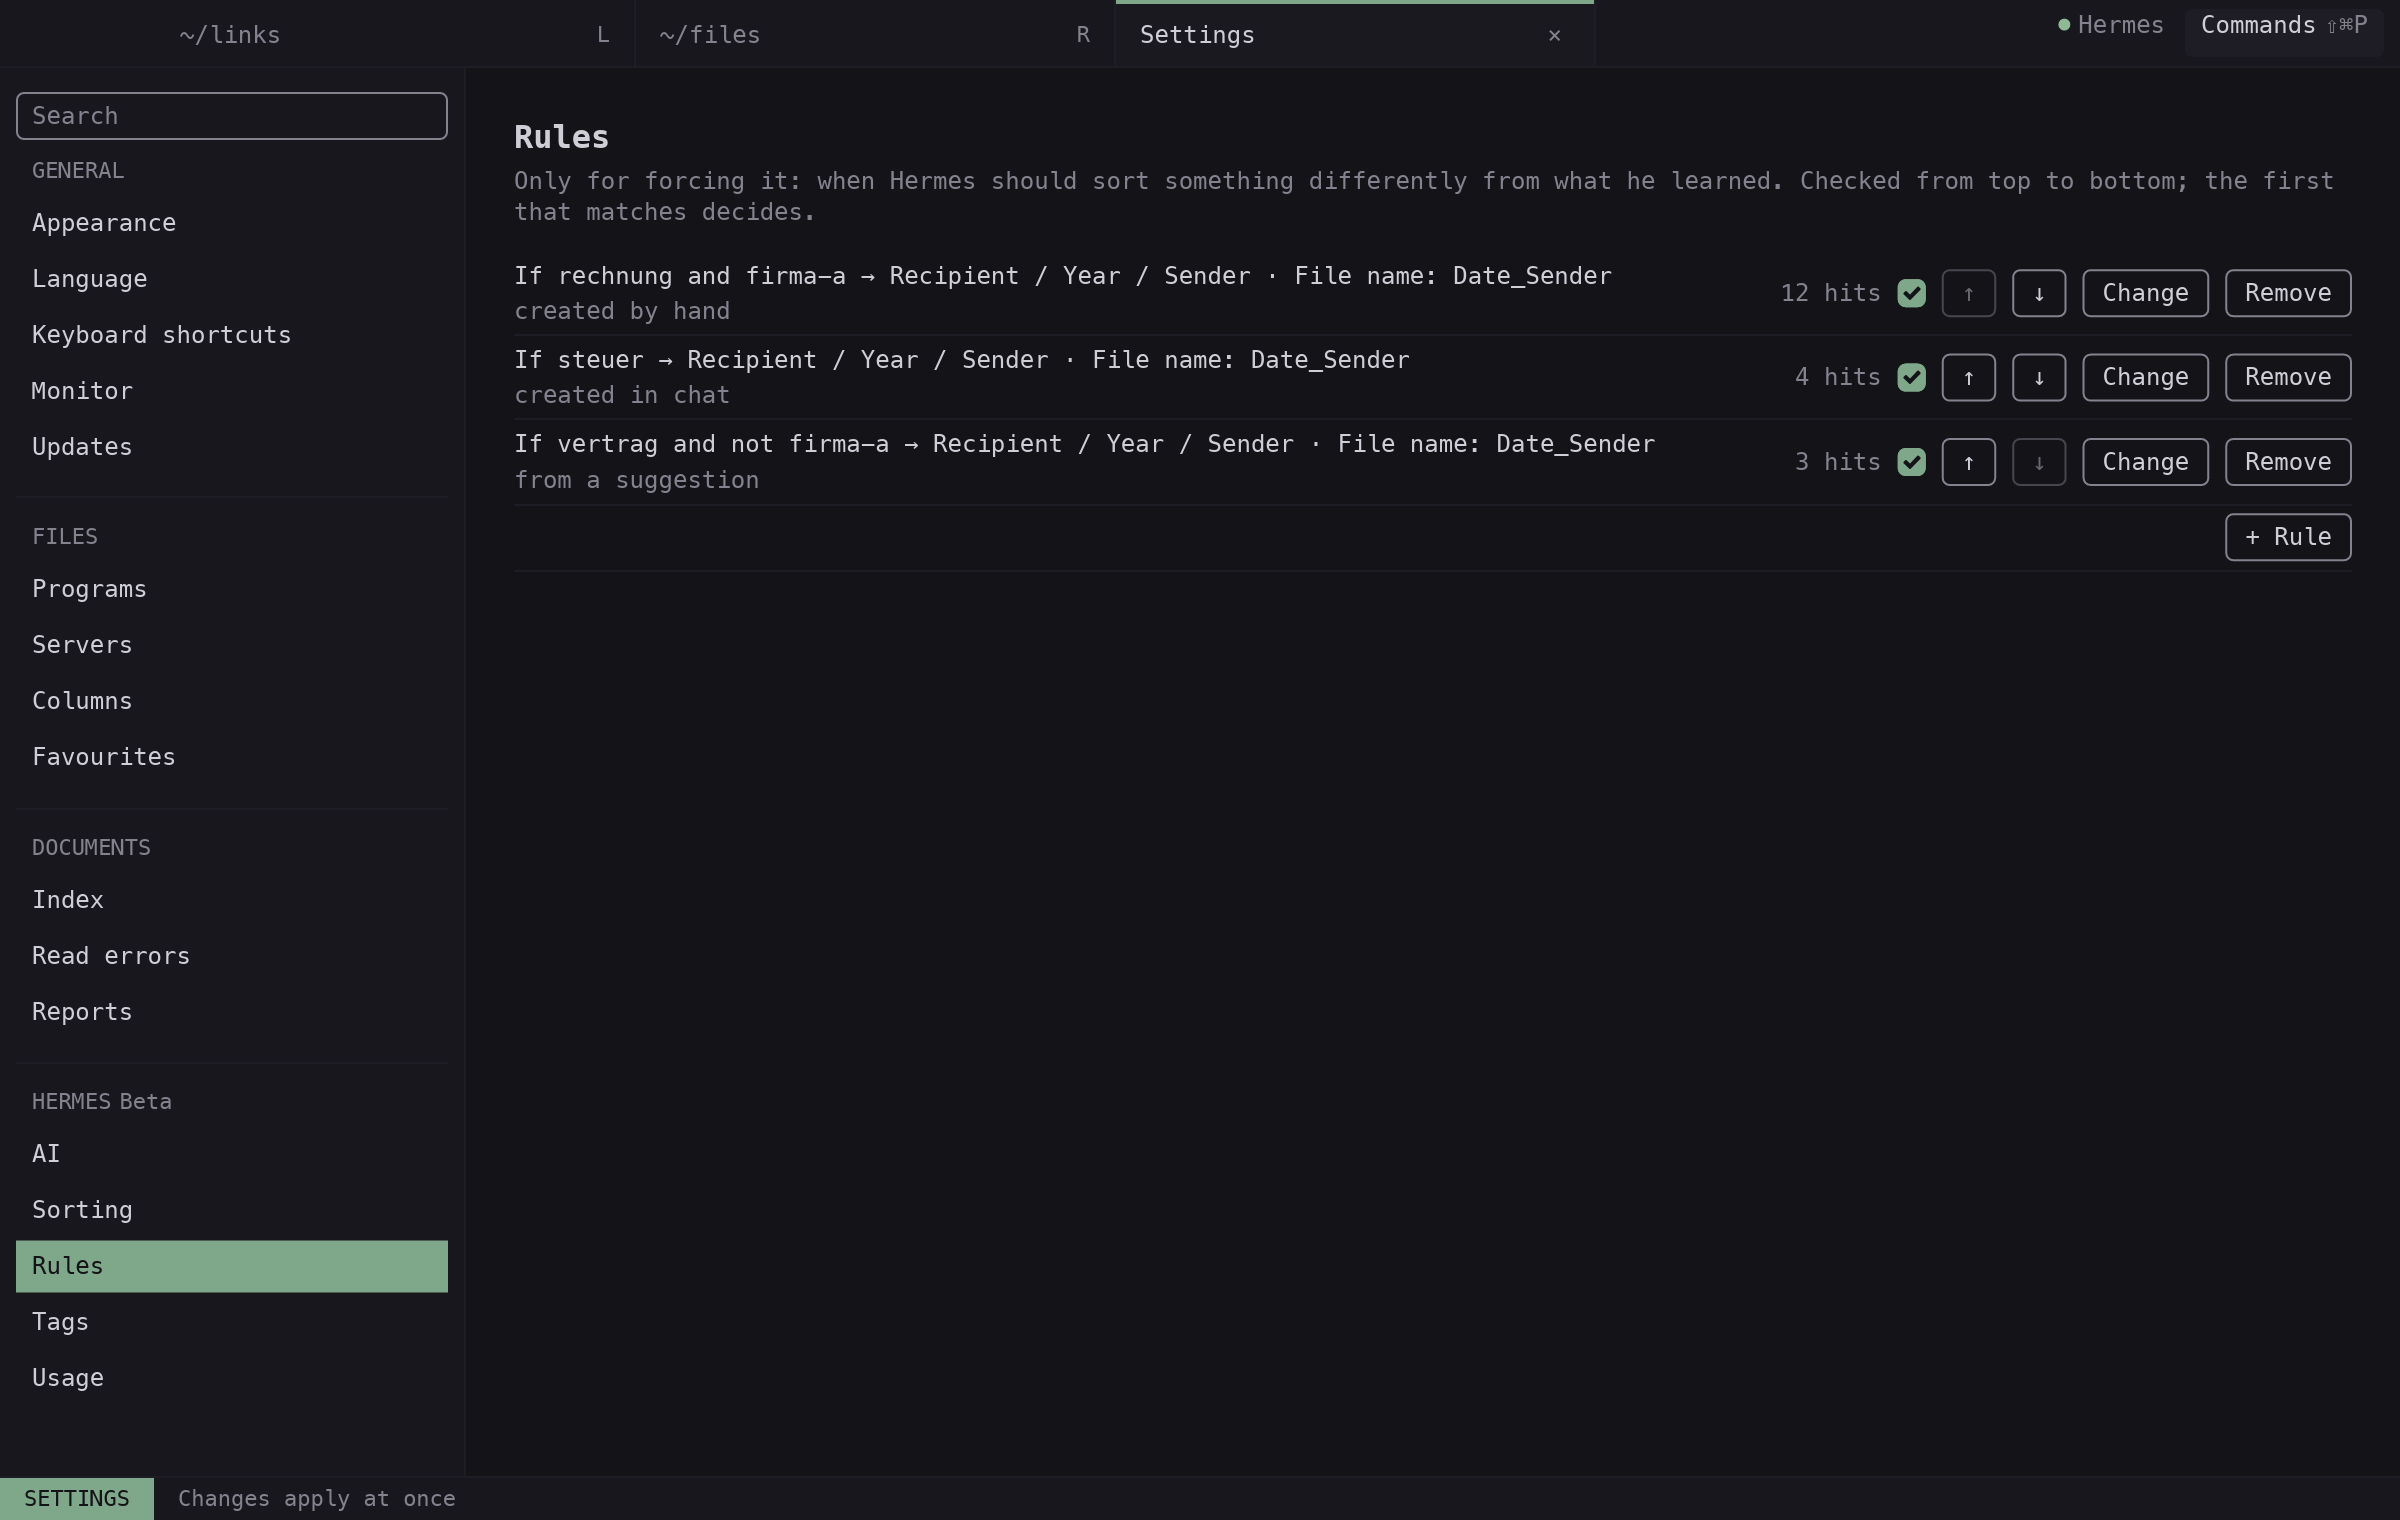 ~/links L ~/files R Settings × Hermes Commands ⇧⌘P
Search
GENERAL
Appearance
Language
Keyboard shortcuts
Monitor
Updates
FILES
Programs
Servers
Columns
Favourites
DOCUMENTS
Index
Read errors
Reports
HERMES Beta
AI
Sorting
Rules
Tags
Usage
Rules
Only for forcing it: when Hermes should sort something differently from what he learned. Checked from top to bottom; the first
that matches decides.
If rechnung and firma-a → Recipient / Year / Sender · File name: Date_Sender
created by hand
12 hits ↑ ↓ Change Remove
If steuer → Recipient / Year / Sender · File name: Date_Sender
created in chat
4 hits ↑ ↓ Change Remove
If vertrag and not firma-a → Recipient / Year / Sender · File name: Date_Sender
from a suggestion
3 hits ↑ ↓ Change Remove
+ Rule
SETTINGS Changes apply at once